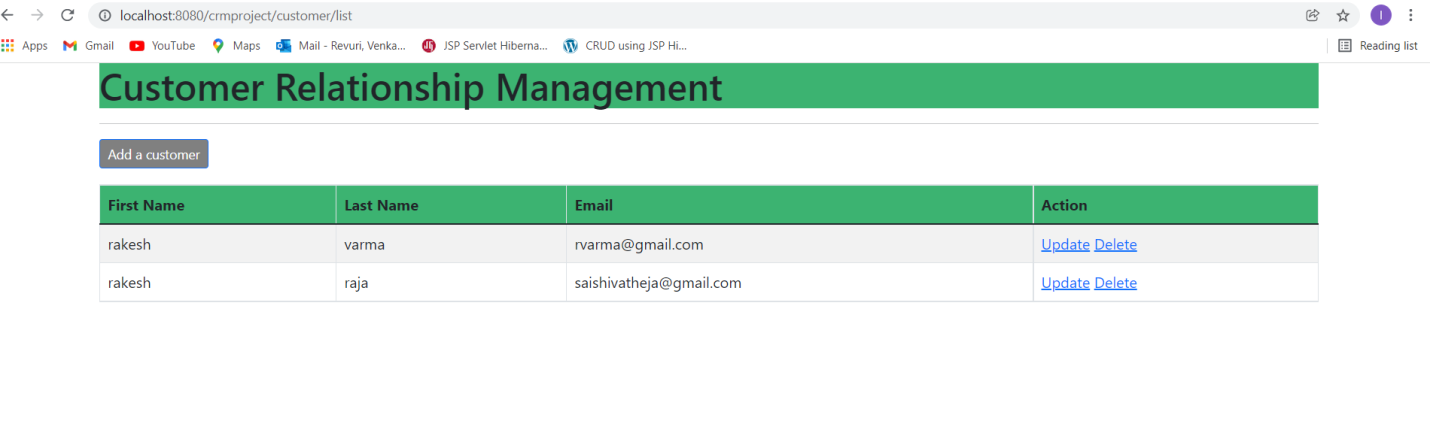 localhost:8080/crmproject/customer/list
I
Apps Gmail YouTube Maps Mail - Revuri, Venka... JSP Servlet Hiberna... CRUD using JSP Hi... Reading list
Customer Relationship Management
Add a customer
First Name Last Name Email Action
rakesh varma rvarma@gmail.com Update Delete
rakesh raja saishivatheja@gmail.com Update Delete